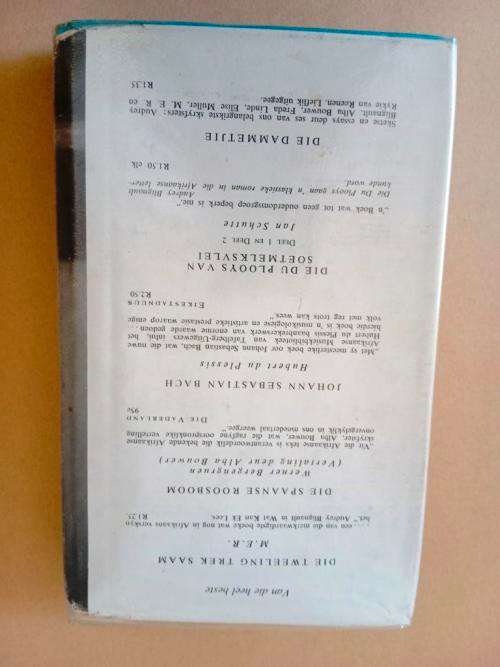 Van die heel beste
DIE TWEELING TREK SAAM
M.E.R.
„. . . . een van die merkwaardigste boeke wat nog in Afrikaans verskyn
het.” Audrey Blignault in Wat Kan Ek Lees. R1.25
DIE SPAANSE ROOSBOOM
Werner Bergengruen
(Vertaling deur Alba Bouwer)
„Vir die Afrikaanse teks is verantwoordelik die bekende Afrikaanse
skryfster, Alba Bouwer, wat die ragfyne oorspronklike vertelling
onverganklik in ons moedertaal weergee.”
DIE VADERLAND 95c
JOHANN SEBASTIAN BACH
Hubert du Plessis
„Met sy meesterlike boek oor Johann Sebastian Bach, wat die nuwe
Afrikaanse Musiekbiblioteek van Tafelberg-Uitgewers inlui, het
Hubert du Plessis baanbrekerswerk van enorme waarde gedoen . . .
hierdie boek is 'n musikologiese en artistieke prestasie waarop enige
volk met reg trots kan wees.”
EIKESTADNUUS R2.50
DIE DU PLOOYS VAN
SOETMELKSVLEI
DEEL 1 EN DEEL 2
Jan Schutte
„'n Boek wat tot geen ouderdomsgroep beperk is nie.”
Audrey Blignault
Die Du Plooys gaan 'n klassieke roman in die Afrikaanse letter-
kunde word. R1.50 elk
DIE DAMMETJIE
Sketse en essays deur ses van ons belangrikste skryfsters: Audrey
Blignault, Alba Bouwer, Freda Linde, Elise Muller, M. E. R. en
Rykie van Reenen. Lieflik uitgegee. R1.35